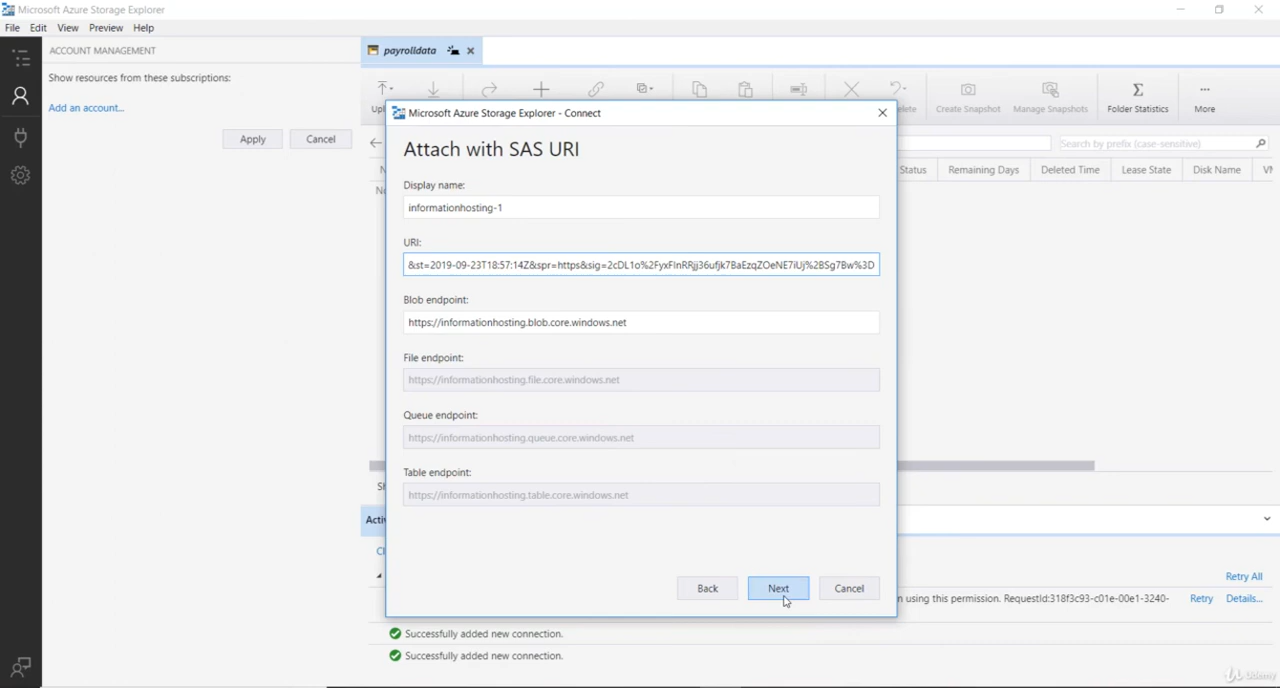 Microsoft Azure Storage Explorer
File Edit View Preview Help
ACCOUNT MANAGEMENT
Show resources from these subscriptions:
Add an account...
Apply Cancel
payrolldata
Create Snapshot Manage Snapshots Folder Statistics More
Search by prefix (case-sensitive)
Status Remaining Days Deleted Time Lease State Disk Name
Microsoft Azure Storage Explorer - Connect
Attach with SAS URI
Display name:
informationhosting-1
URI:
&st=2019-09-23T18:57:14Z&spr=https&sig=2cDL1o%2FyxFInRRjj36ufjk7BaEzqZOeNE7iUj%2BSg7Bw%3D
Blob endpoint:
https://informationhosting.blob.core.windows.net
File endpoint:
https://informationhosting.file.core.windows.net
Queue endpoint:
https://informationhosting.queue.core.windows.net
Table endpoint:
https://informationhosting.table.core.windows.net
Back Next Cancel
Retry All
using this permission. RequestId:318f3c93-c01e-00e1-3240- Retry Details...
Successfully added new connection.
Successfully added new connection.
Udemy